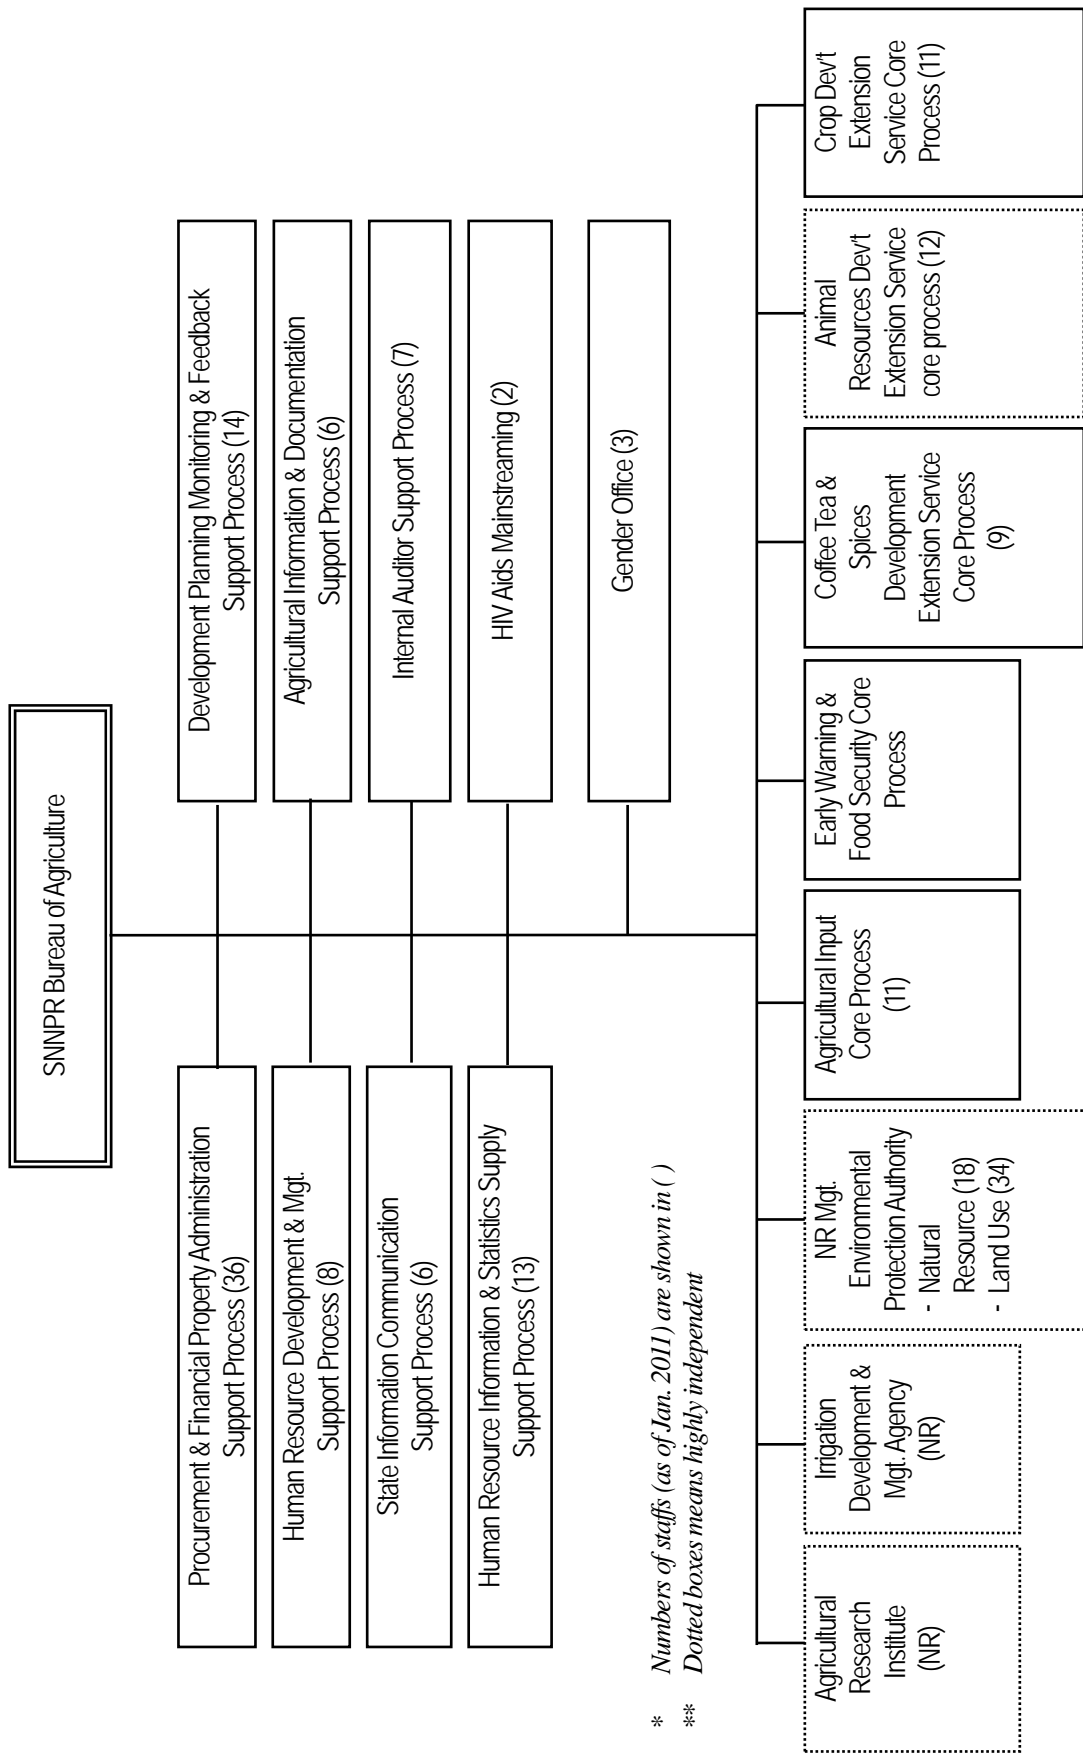 SNNPR Bureau of Agriculture
Procurement & Financial Property Administration
Support Process (36)
Human Resource Development & Mgt.
Support Process (8)
State Information Communication
Support Process (6)
Human Resource Information & Statistics Supply
Support Process (13)
Development Planning Monitoring & Feedback
Support Process (14)
Agricultural Information & Documentation
Support Process (6)
Internal Auditor Support Process (7)
HIV Aids Mainstreaming (2)
Gender Office (3)
* Numbers of staffs (as of Jan. 2011) are shown in ( )
** Dotted boxes means highly independent
Agricultural
Research
Institute
(NR)
Irrigation
Development &
Mgt. Agency
(NR)
NR Mgt.
Environmental
Protection Authority
- Natural
Resource (18)
- Land Use (34)
Agricultural Input
Core Process
(11)
Early Warning &
Food Security Core
Process
Coffee Tea &
Spices
Development
Extension Service
Core Process
(9)
Animal
Resources Dev't
Extension Service
core process (12)
Crop Dev't
Extension
Service Core
Process (11)